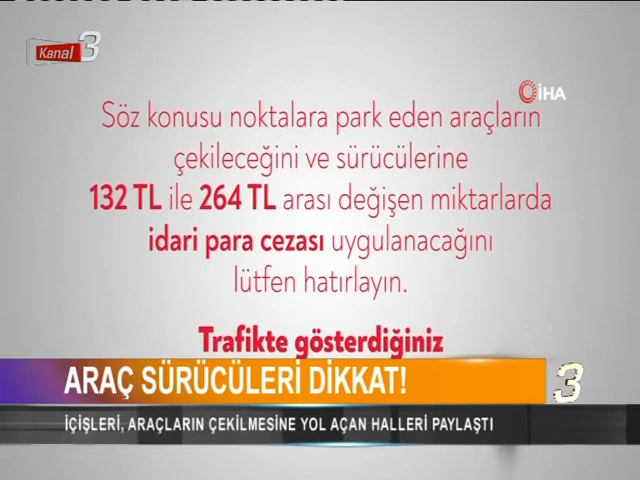 Kanal 3
İHA
Söz konusu noktalara park eden araçların
çekileceğini ve sürücülerine
132 TL ile 264 TL arası değişen miktarlarda
idari para cezası uygulanacağını
lütfen hatırlayın.
Trafikte gösterdiğiniz
ARAÇ SÜRÜCÜLERİ DİKKAT!
3
İÇİŞLERİ, ARAÇLARIN ÇEKİLMESİNE YOL AÇAN HALLERİ PAYLAŞTI